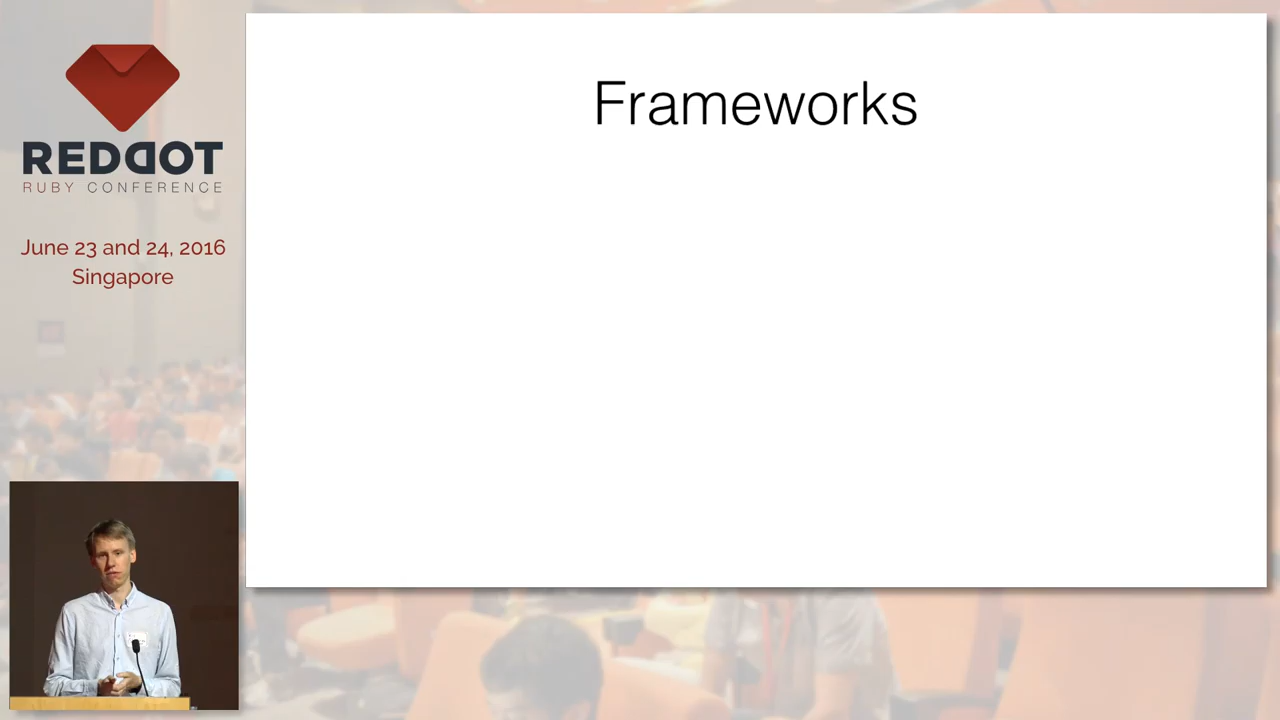 REDDOT
RUBY CONFERENCE
June 23 and 24, 2016
Singapore
Frameworks